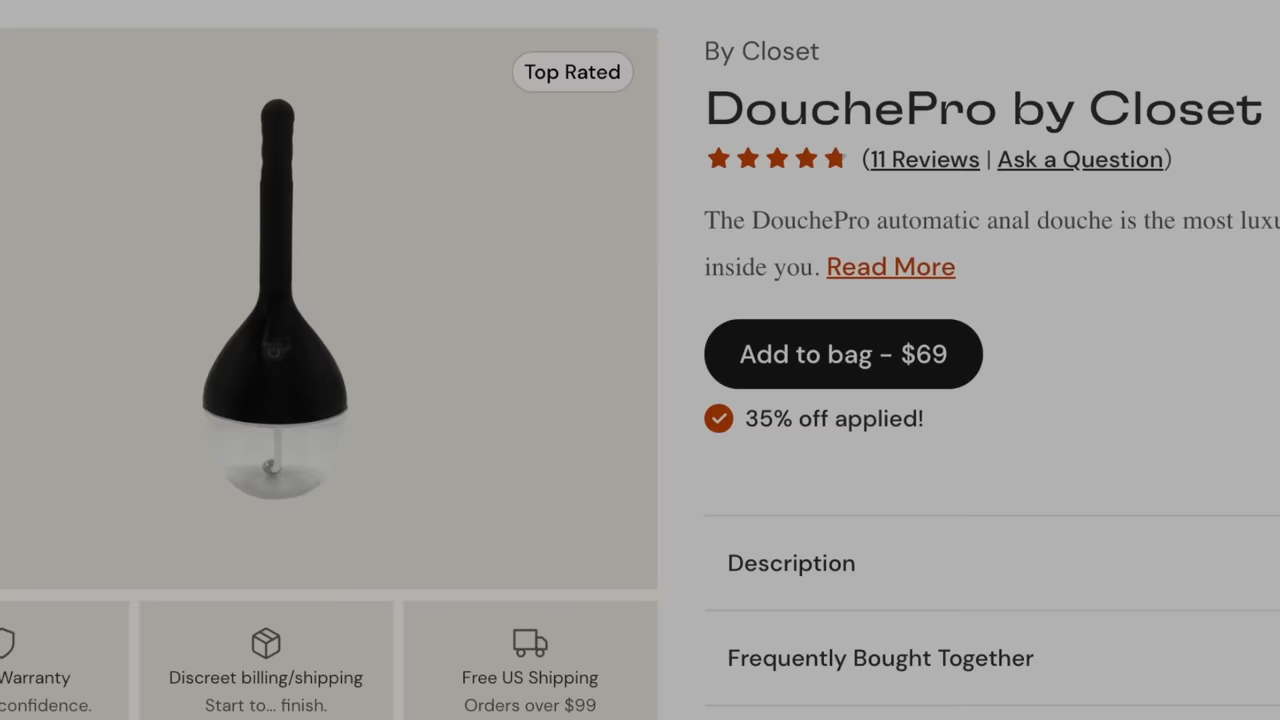 Top Rated
By Closet
DouchePro by Closet
(11 Reviews | Ask a Question)
The DouchePro automatic anal douche is the most
inside you. Read More
Add to bag - $69
35% off applied!
Description
Frequently Bought Together
Warranty
confidence.
Discreet billing/shipping
Start to... finish.
Free US Shipping
Orders over $99